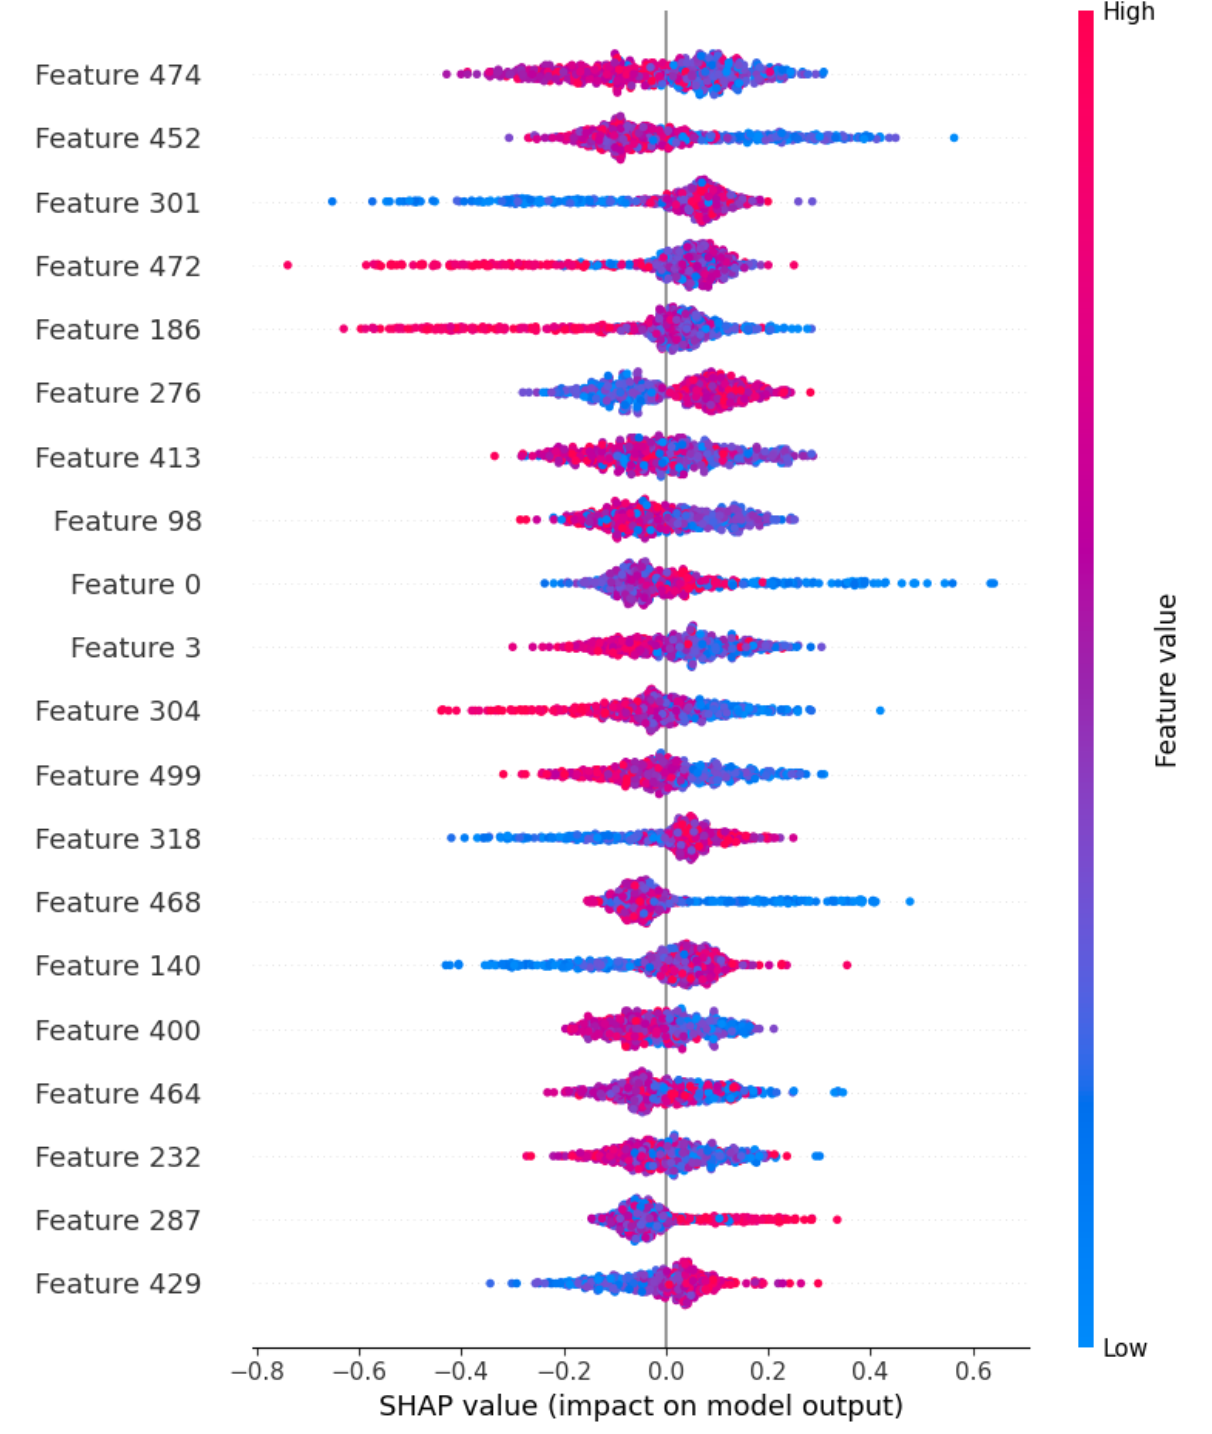 High
Feature 474
Feature 452
Feature 301
Feature 472
Feature 186
Feature 276
Feature 413
Feature 98
Feature 0
Feature 3
Feature 304
Feature 499
Feature 318
Feature 468
Feature 140
Feature 400
Feature 464
Feature 232
Feature 287
Feature 429
Feature value
Low
−0.8 −0.6 −0.4 −0.2 0.0 0.2 0.4 0.6
SHAP value (impact on model output)